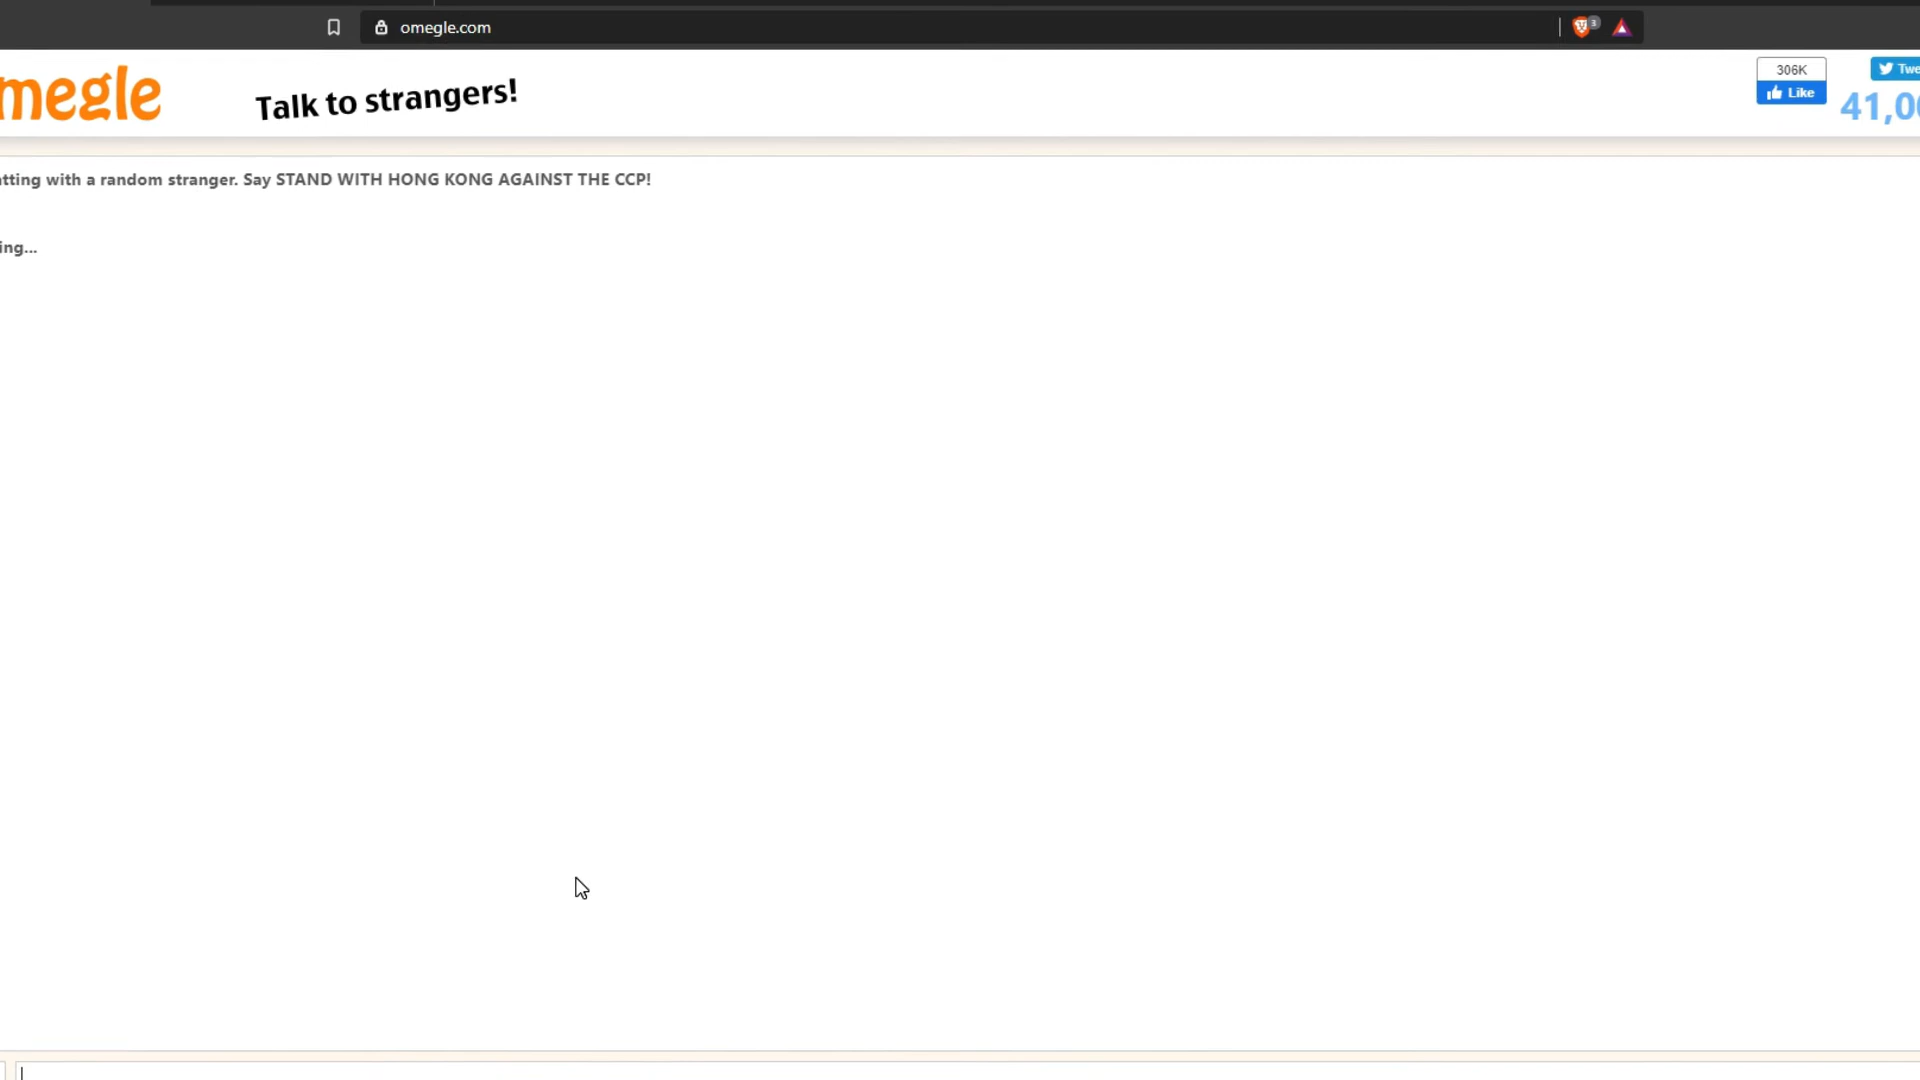 omegle.com
3
megle
Talk to strangers!
306K
Like
Twe
41,0
tting with a random stranger. Say STAND WITH HONG KONG AGAINST THE CCP!
ing...